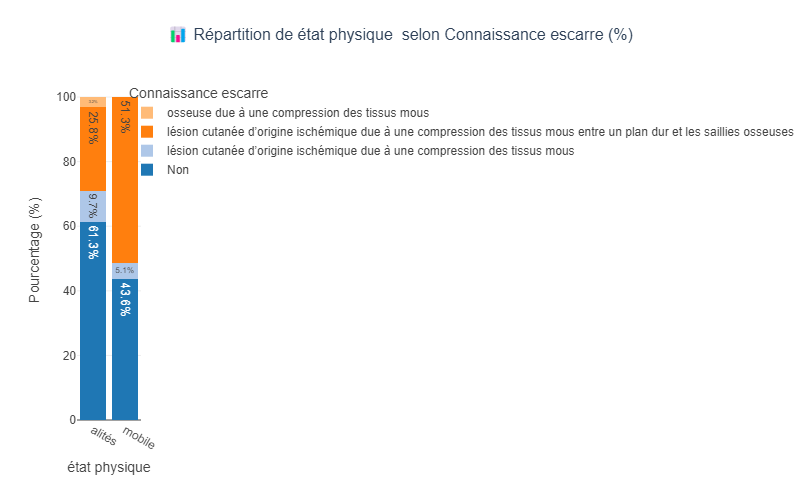 Répartition de état physique selon Connaissance escarre (%)
Connaissance escarre
osseuse due à une compression des tissus mous
lésion cutanée d’origine ischémique due à une compression des tissus mous entre un plan dur et les saillies osseuses
lésion cutanée d’origine ischémique due à une compression des tissus mous
Non
Pourcentage (%)
100
80
60
40
20
0
25.8%
9.7%
61.3%
51.3%
5.1%
43.6%
alités
mobile
état physique